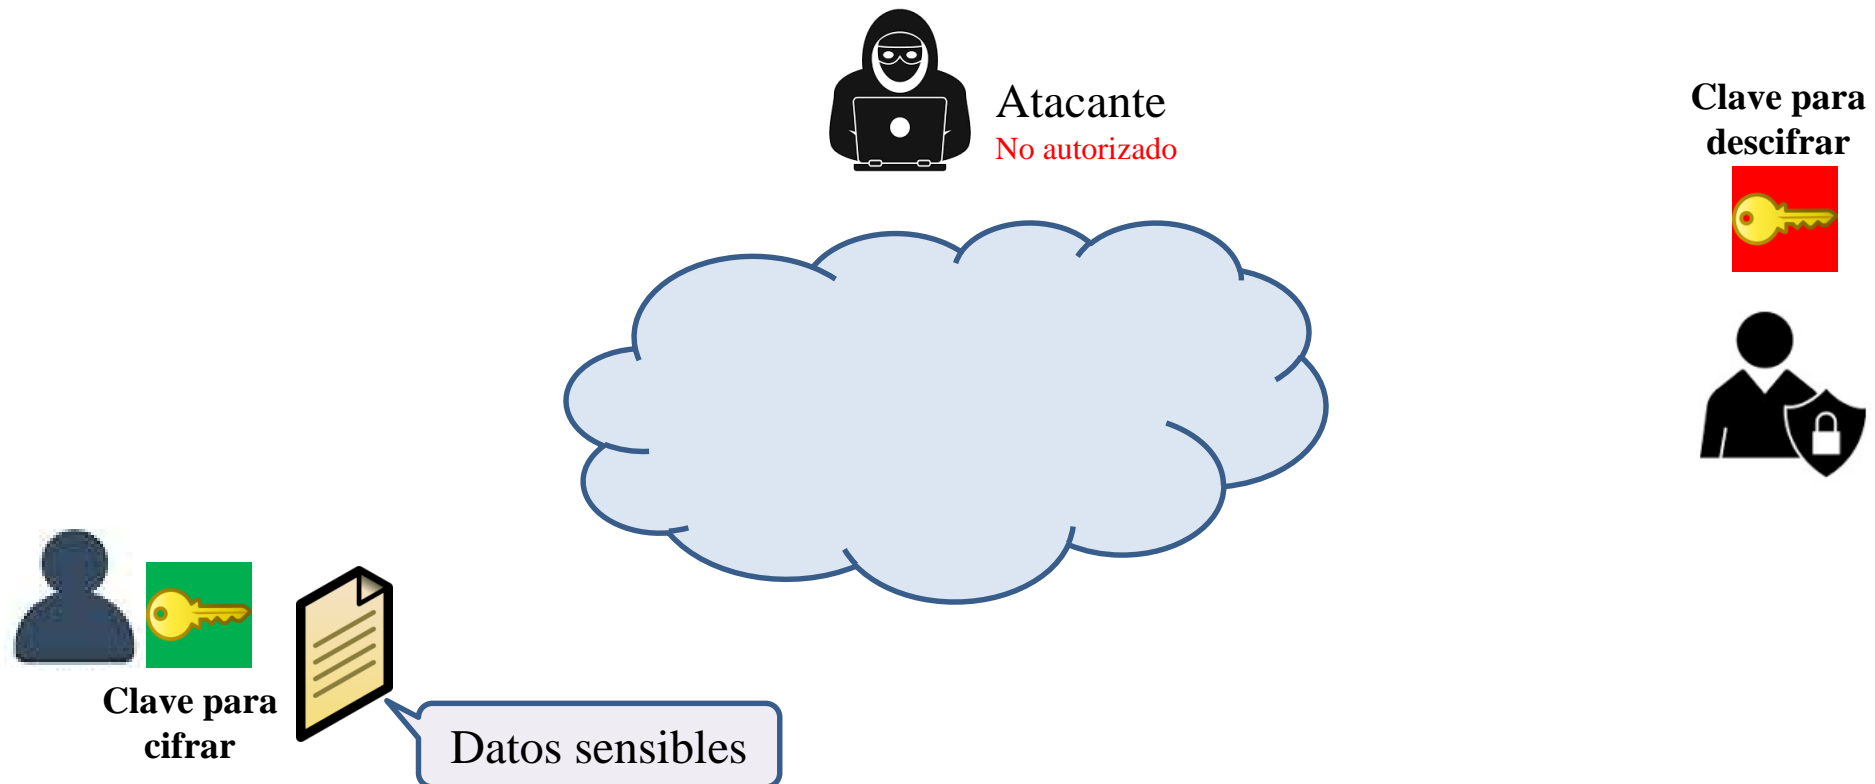 Atacante
No autorizado
Clave para
descifrar
Clave para
cifrar
Datos sensibles